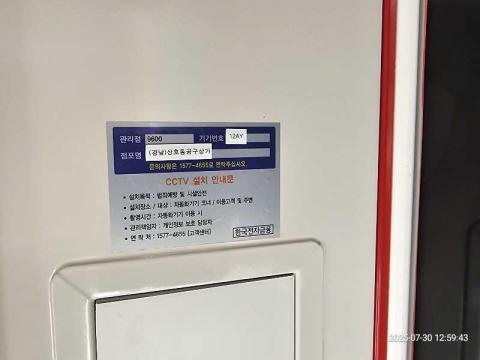 관리점 9600 기기번호 12AY
점포명 (경남)산호동공구상가
문의사항은 1577-4655로 연락주십시오.
CCTV 설치 안내문
• 설치목적 : 범죄예방 및 시설안전
• 설치장소 / 대상 : 자동화기기 코너 / 이용고객 및 주변
• 촬영시간 : 자동화기기 이용 시
• 관리책임자 : 개인정보 보호 담당자
• 연 락 처 : 1577-4655 [고객센터]
한국전자금융
2025-07-30 12:59:43